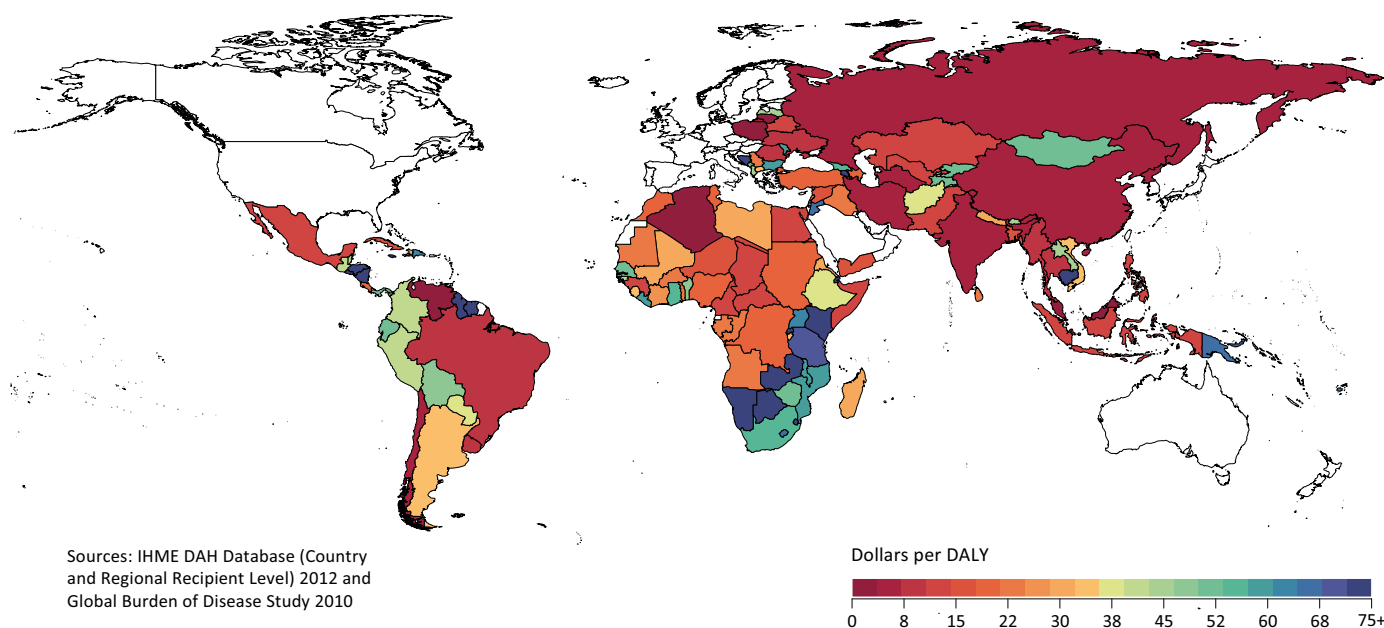 Sources: IHME DAH Database (Country
and Regional Recipient Level) 2012 and
Global Burden of Disease Study 2010
Dollars per DALY
0 8 15 22 30 38 45 52 60 68 75+